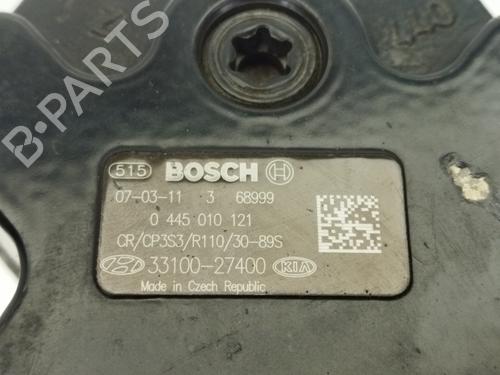 515 BOSCH
07-03-11 3 68999
0 445 010 121
CR/CP3S3/R110/30-89S
33100-27400 KIA
Made in Czech Republic
B-PARTS